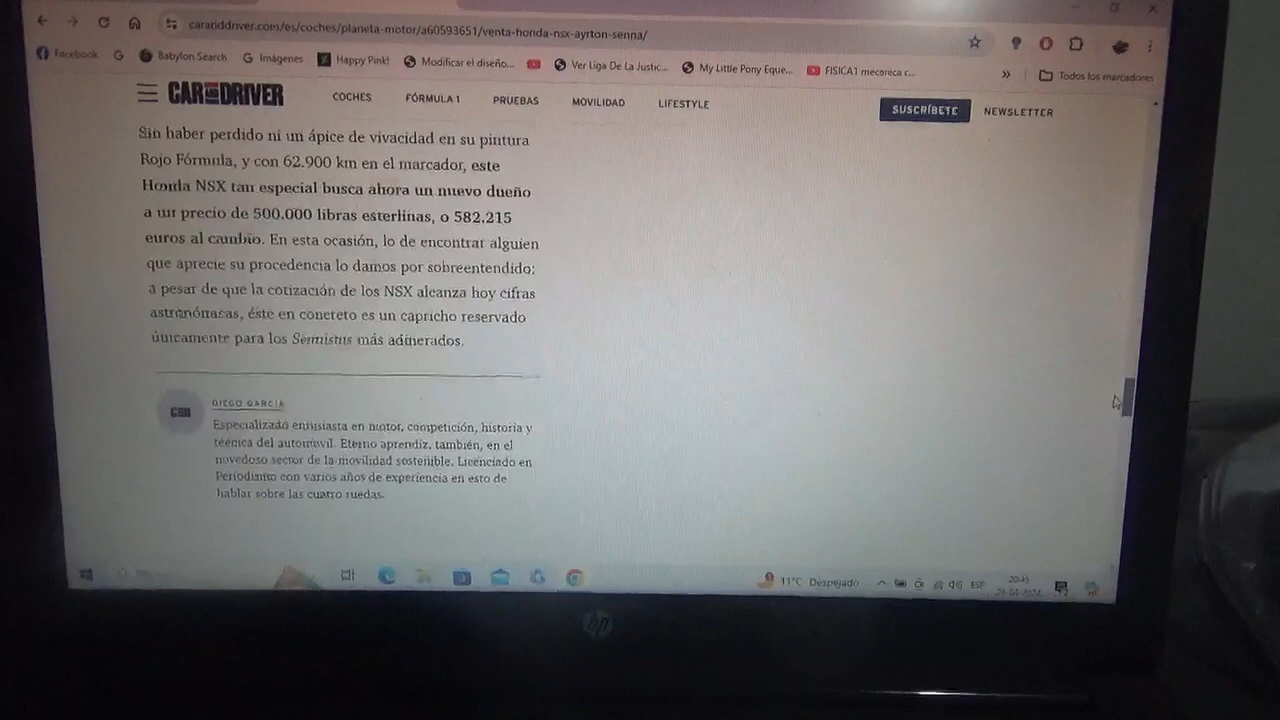 caranddriver.com/es/coches/planeta-motor/a60593651/venta-honda-nsx-ayrton-senna/
Facebook G Babylon Search G Imágenes Happy Pink! Modificar el diseño... Ver Liga De La Justic... My Little Pony Eque... FISICA1 mecanica c... » Todos los marcadores
CAR AND DRIVER COCHES FÓRMULA 1 PRUEBAS MOVILIDAD LIFESTYLE SUSCRÍBETE NEWSLETTER
Sin haber perdido ni un ápice de vivacidad en su pintura
Rojo Fórmula, y con 62.900 km en el marcador, este
Honda NSX tan especial busca ahora un nuevo dueño
a un precio de 500.000 libras esterlinas, o 582.215
euros al cambio. En esta ocasión, lo de encontrar alguien
que aprecie su procedencia lo damos por sobreentendido:
a pesar de que la cotización de los NSX alcanza hoy cifras
astronómicas, éste en concreto es un capricho reservado
únicamente para los Sennistas más adinerados.
DIEGO GARCÍA
Especializado entusiasta en motor, competición, historia y
técnica del automóvil. Eterno aprendiz, también, en el
novedoso sector de la movilidad sostenible. Licenciado en
Periodismo con varios años de experiencia en esto de
hablar sobre las cuatro ruedas.
11°C Despejado ESP
hp